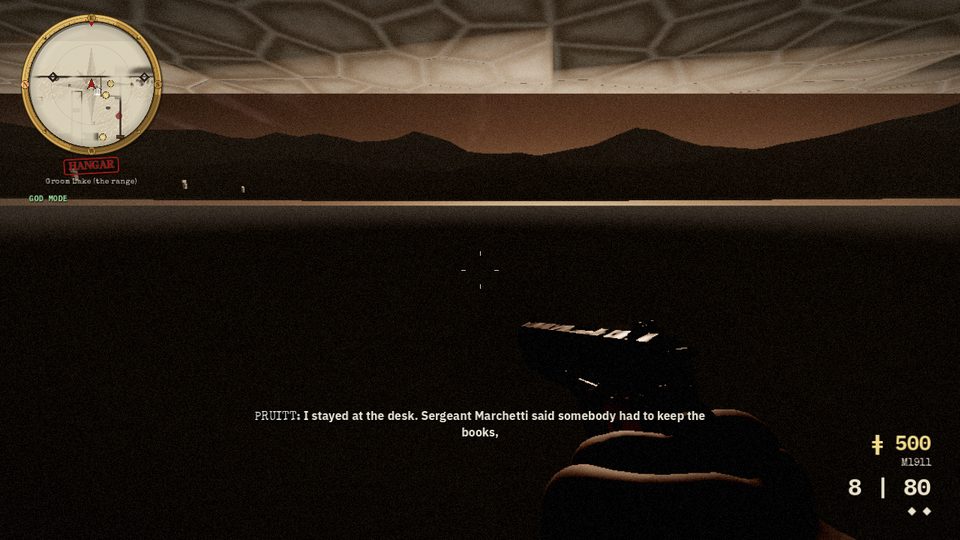 HANGAR
Groom Lake (the range)
GOD MODE
PRUITT: I stayed at the desk. Sergeant Marchetti said somebody had to keep the
books,
500
M1911
8 | 80